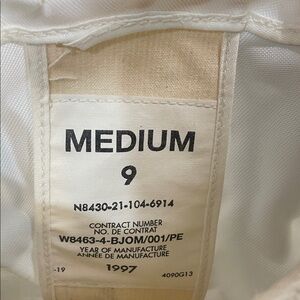 MEDIUM
9
N8430-21-104-6914
CONTRACT NUMBER
NO. DE CONTRAT
W8463-4-BJOM/001/PE
YEAR OF MANUFACTURE
ANNÉE DE MANUFACTURE
-19 1997 4090G13